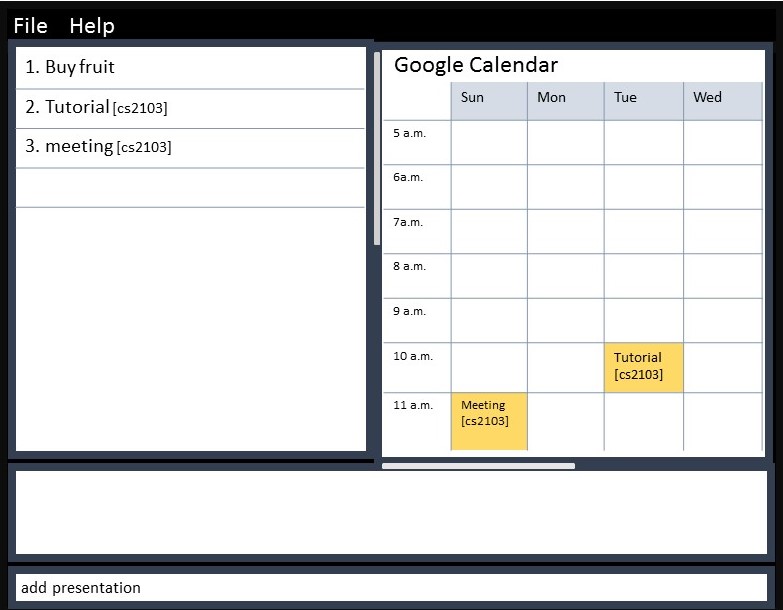 File Help
1. Buy fruit
2. Tutorial [cs2103]
3. meeting [cs2103]
Google Calendar
Sun Mon Tue Wed
5 a.m.
6a.m.
7a.m.
8 a.m.
9 a.m.
10 a.m.
Tutorial
[cs2103]
11 a.m.
Meeting
[cs2103]
add presentation